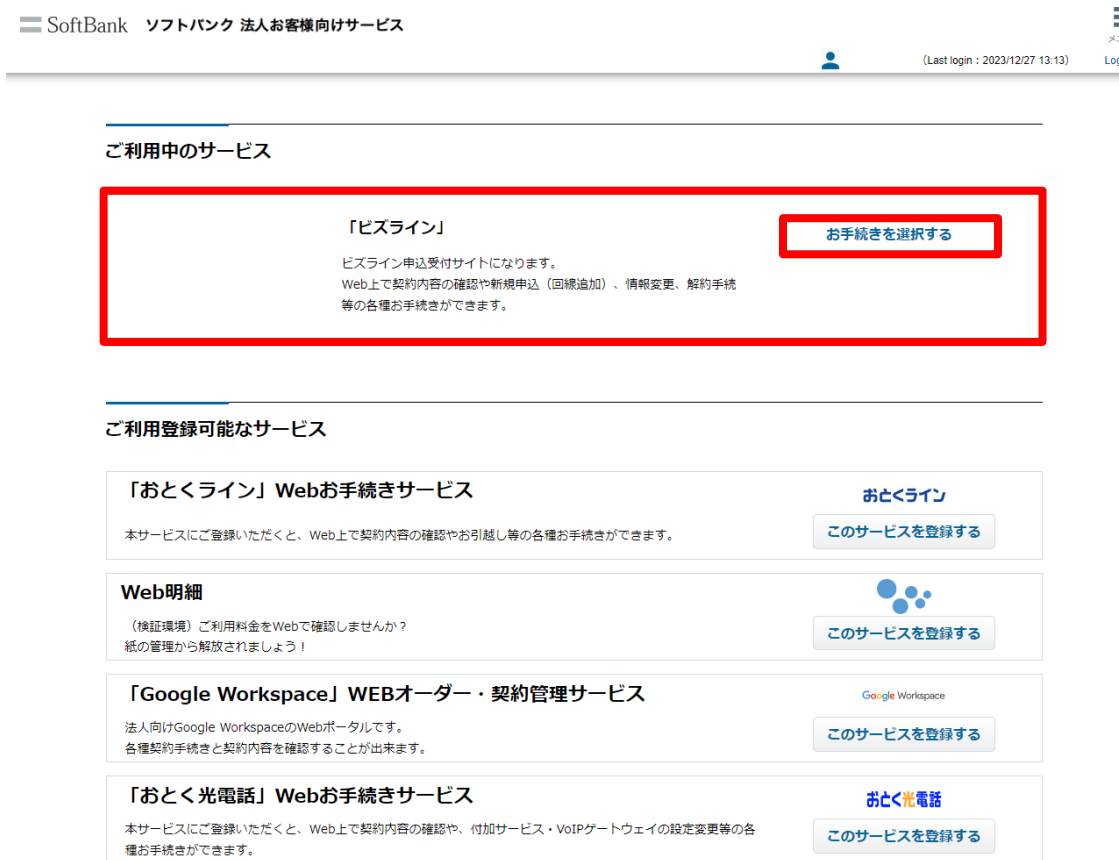 SoftBank ソフトバンク 法人お客様向けサービス
(Last login : 2023/12/27 13:13)
ご利用中のサービス
「ビズライン」
お手続きを選択する
ビズライン申込受付サイトになります。
Web上で契約内容の確認や新規申込（回線追加）、情報変更、解約手続
等の各種お手続きができます。
ご利用登録可能なサービス
「おとくライン」Webお手続きサービス
おとくライン
本サービスにご登録いただくと、Web上で契約内容の確認やお引越し等の各種お手続きができます。
このサービスを登録する
Web明細
（検証環境）ご利用料金をWebで確認しませんか？
紙の管理から解放されましょう！
このサービスを登録する
「Google Workspace」WEBオーダー・契約管理サービス
Google Workspace
法人向けGoogle WorkspaceのWebポータルです。
各種契約手続きと契約内容を確認することが出来ます。
このサービスを登録する
「おとく光電話」Webお手続きサービス
おとく光電話
本サービスにご登録いただくと、Web上で契約内容の確認や、付加サービス・VoIPゲートウェイの設定変更等の各
種お手続きができます。
このサービスを登録する